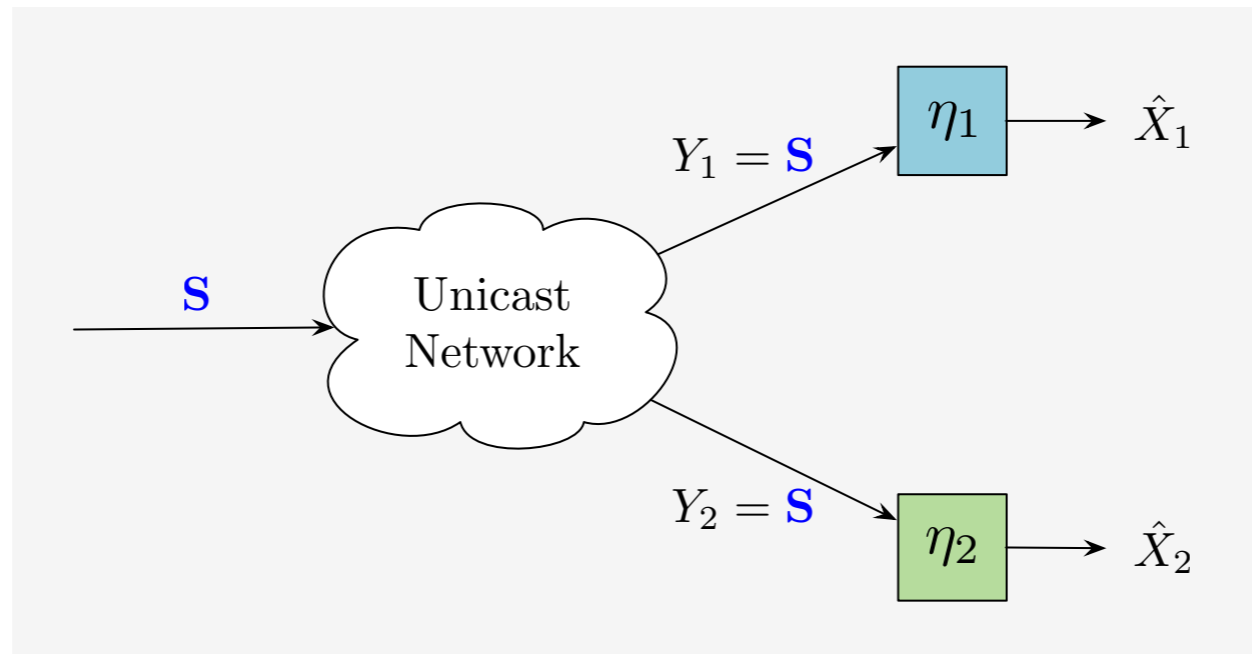 S
Unicast
Network
Y₁ = S
η₁
X̂₁
Y₂ = S
η₂
X̂₂